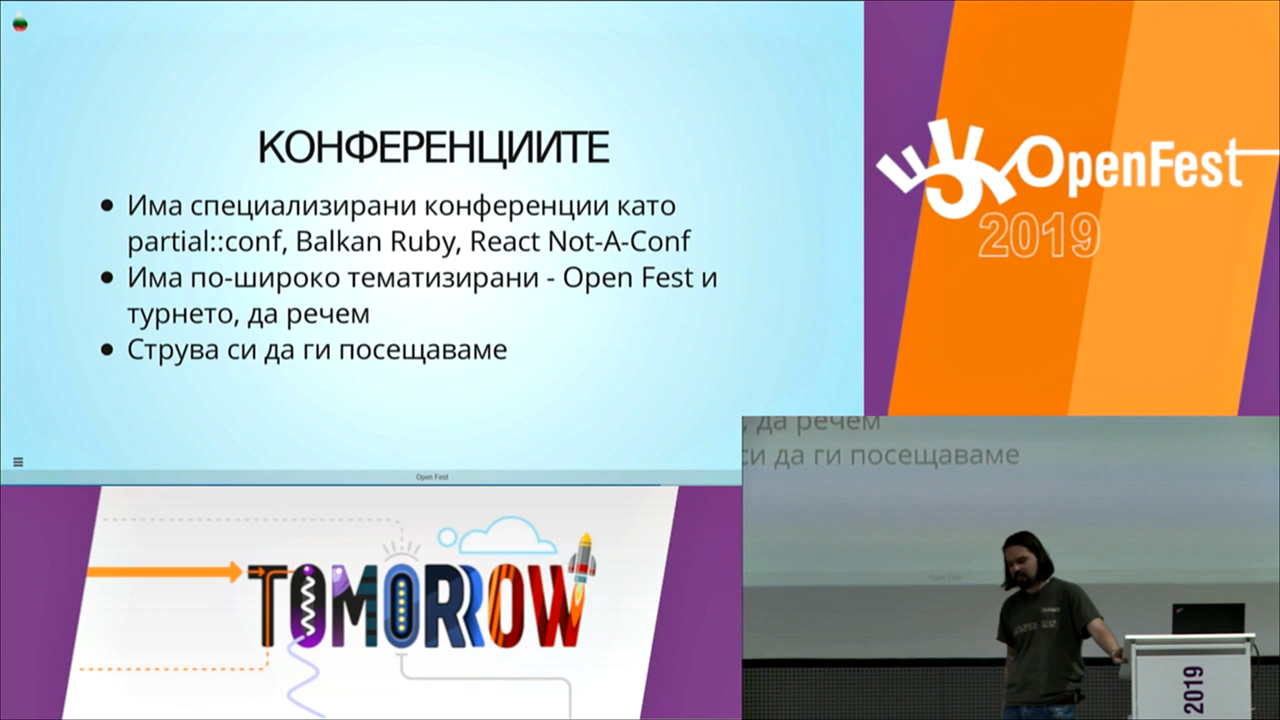 КОНФЕРЕНЦИИТЕ
Има специализирани конференции като
partial::conf, Balkan Ruby, React Not-A-Conf
Има по-широко тематизирани - Open Fest и
турнето, да речем
Струва си да ги посещаваме
Open Fest
OpenFest
2019
TOMORROW
, да речем
си да ги посещаваме
2019